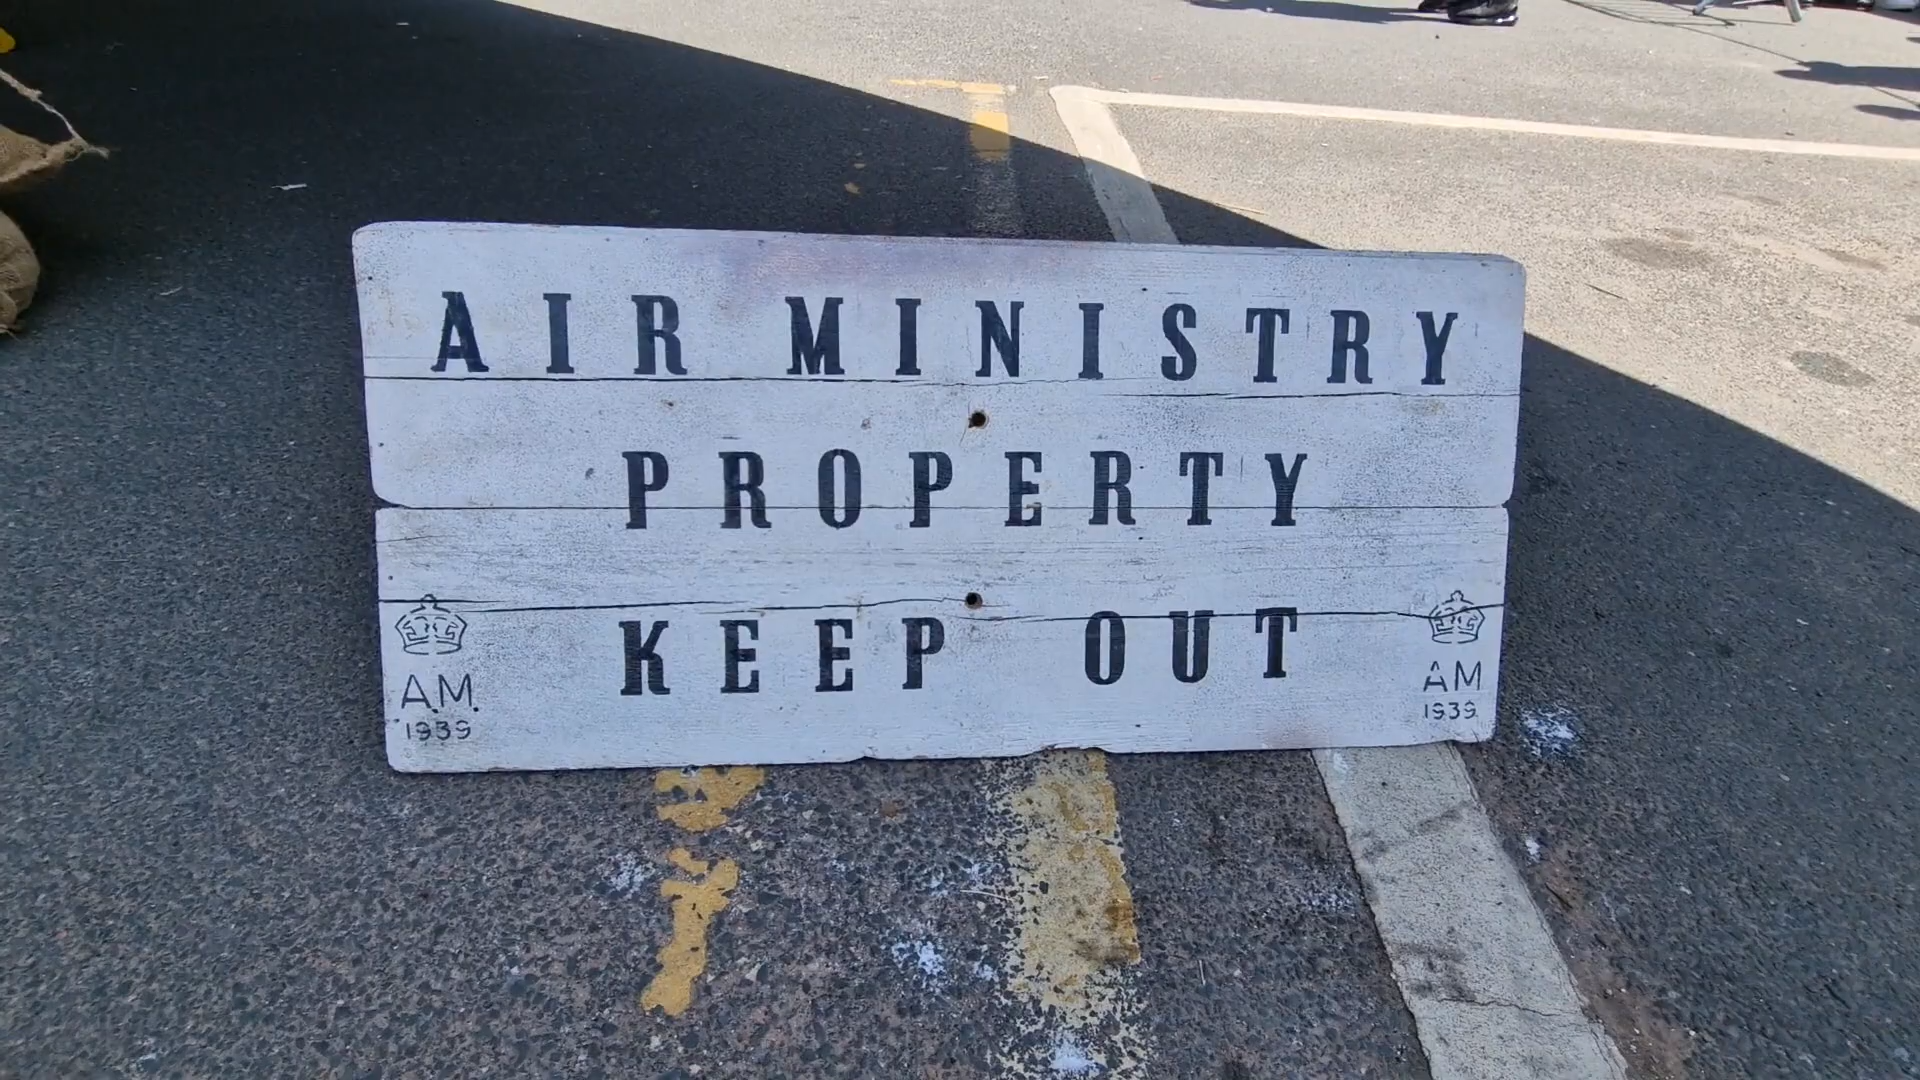 AIR MINISTRY
PROPERTY
KEEP OUT
A.M.
1939
AM
1939